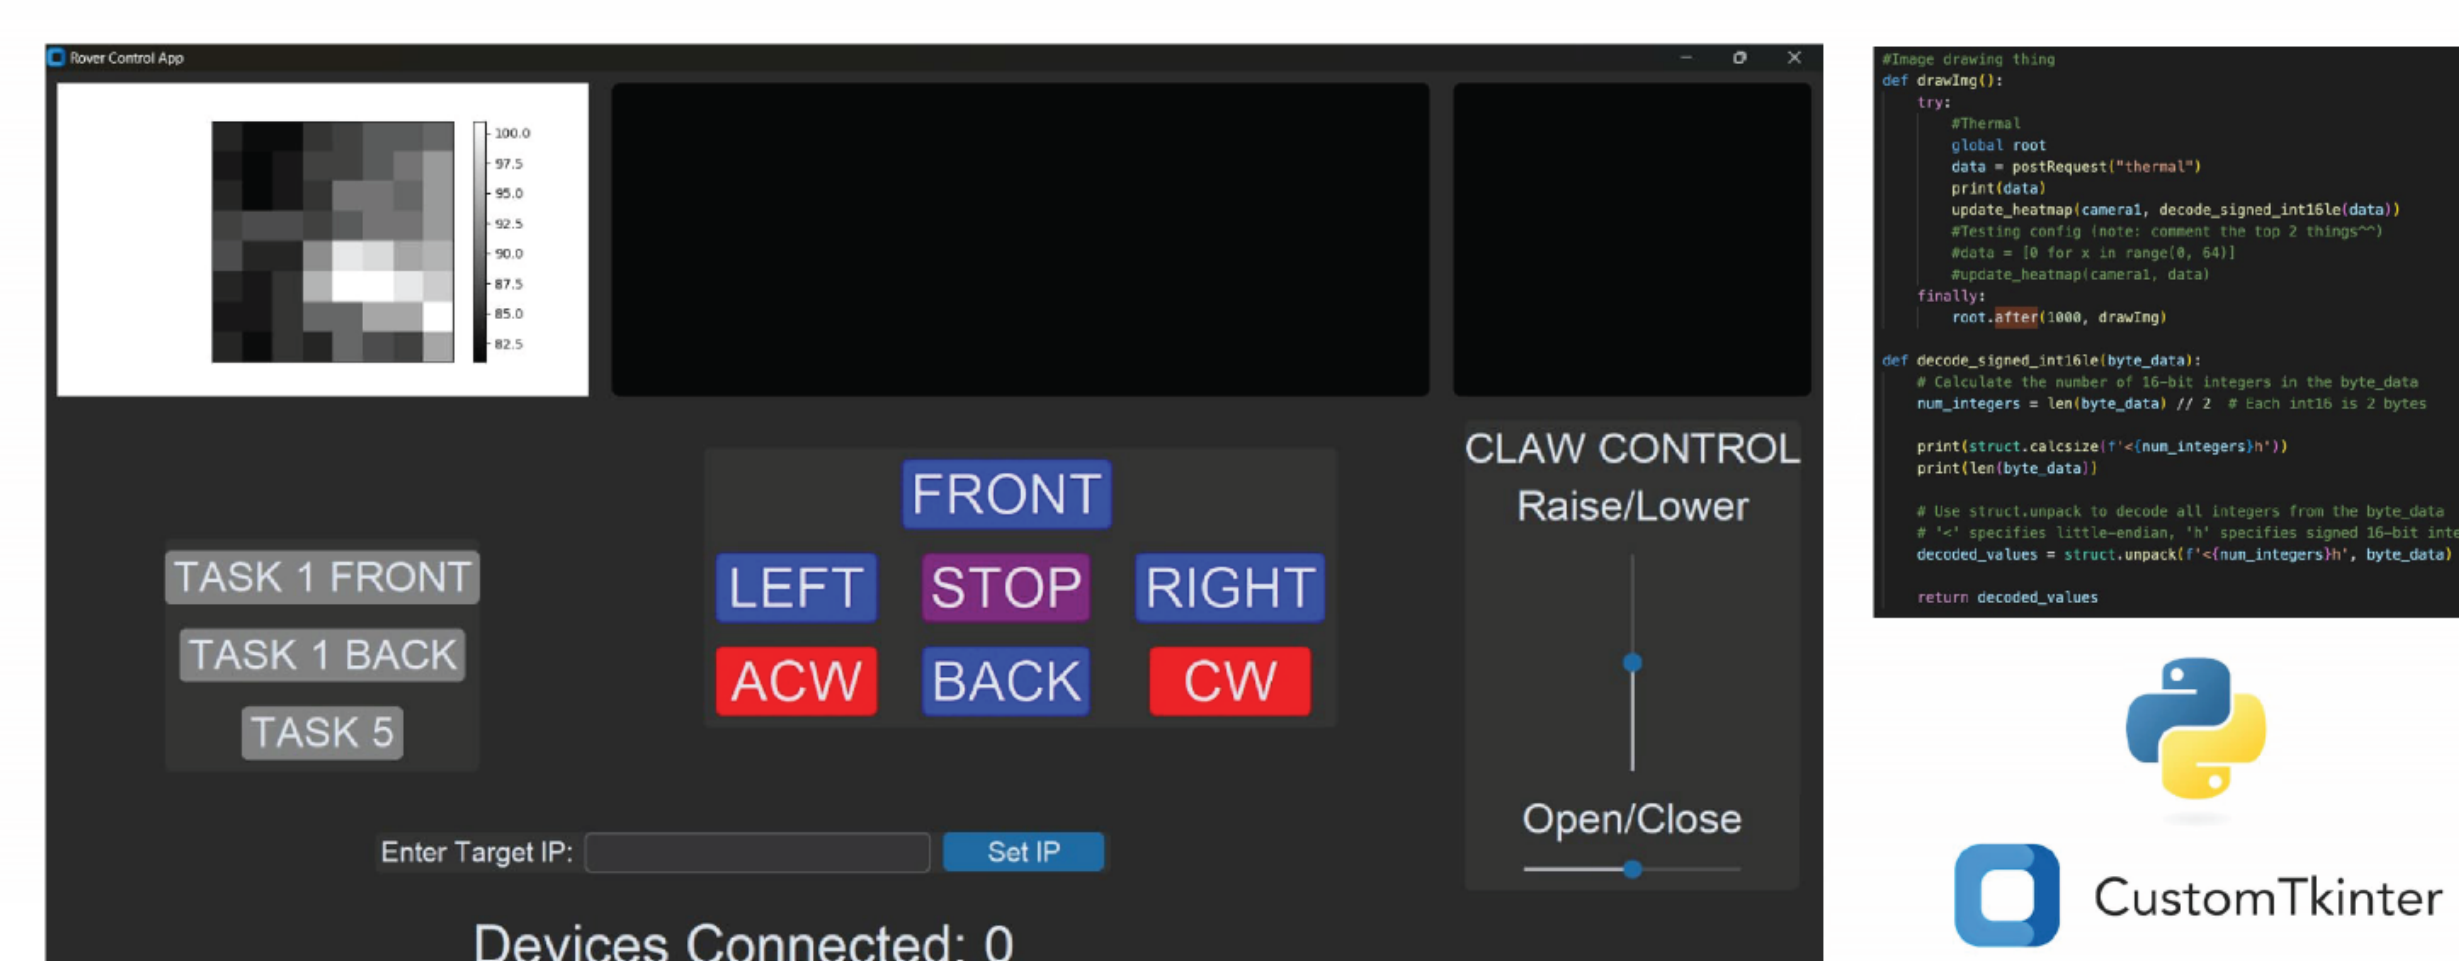 Rover Control App
100.0
97.5
95.0
92.5
90.0
87.5
85.0
82.5
TASK 1 FRONT
TASK 1 BACK
TASK 5
FRONT
LEFT STOP RIGHT
ACW BACK CW
CLAW CONTROL
Raise/Lower
Open/Close
Enter Target IP: Set IP
Devices Connected: 0
#Image drawing thing
def drawImg():
try:
#Thermal
global root
data = postRequest("thermal")
print(data)
update_heatmap(camera1, decode_signed_int16le(data))
#Testing config (note: comment the top 2 things^^)
#data = [0 for x in range(0, 64)]
#update_heatmap(camera1, data)
finally:
root.after(1000, drawImg)
def decode_signed_int16le(byte_data):
# Calculate the number of 16-bit integers in the byte_data
num_integers = len(byte_data) // 2 # Each int16 is 2 bytes
print(struct.calcsize(f'<{num_integers}h'))
print(len(byte_data))
# Use struct.unpack to decode all integers from the byte_data
# '<' specifies little-endian, 'h' specifies signed 16-bit inte
decoded_values = struct.unpack(f'<{num_integers}h', byte_data)
return decoded_values
CustomTkinter